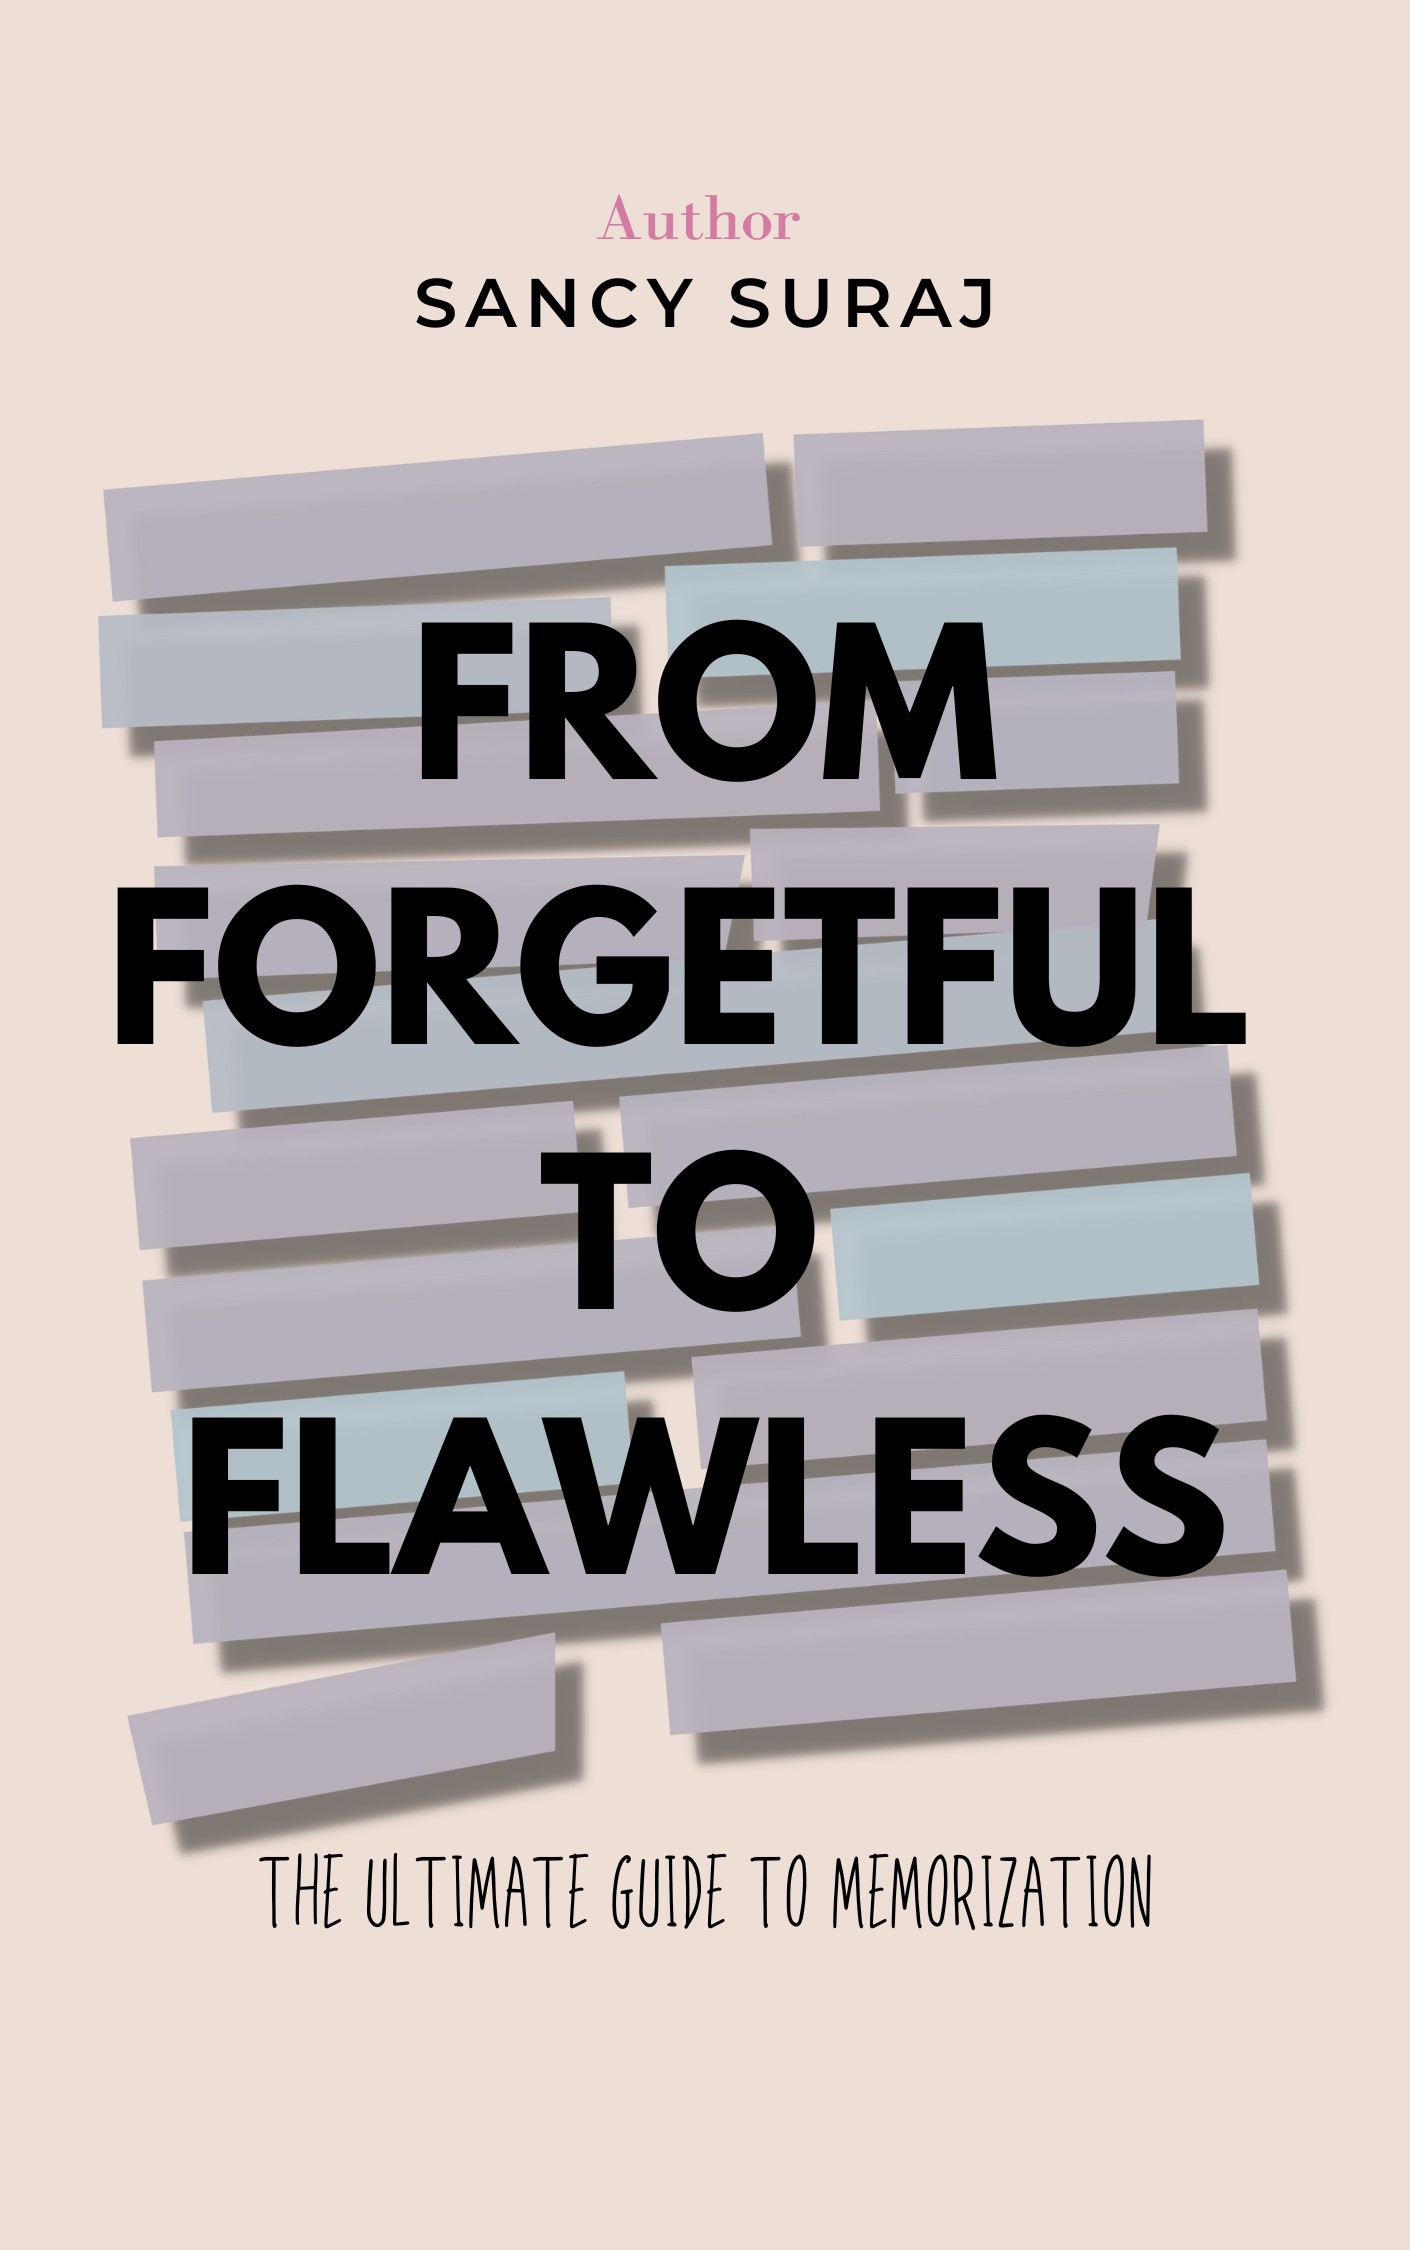 Author
SANCY SURAJ
FROM
FORGETFUL
TO
FLAWLESS
THE ULTIMATE GUIDE TO MEMORIZATION